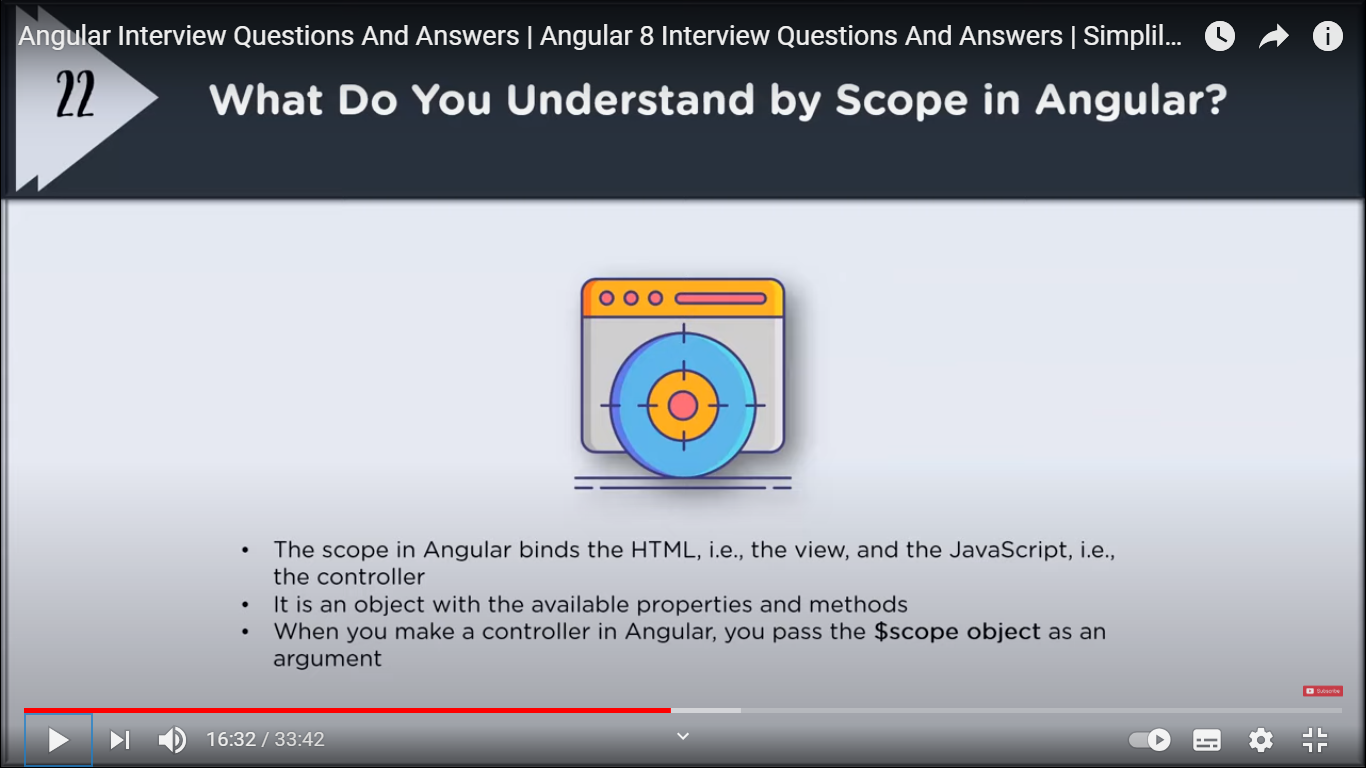 Angular Interview Questions And Answers | Angular 8 Interview Questions And Answers | Simplil...
22
What Do You Understand by Scope in Angular?
• The scope in Angular binds the HTML, i.e., the view, and the JavaScript, i.e.,
the controller
• It is an object with the available properties and methods
• When you make a controller in Angular, you pass the $scope object as an
argument
Subscribe
16:32 / 33:42